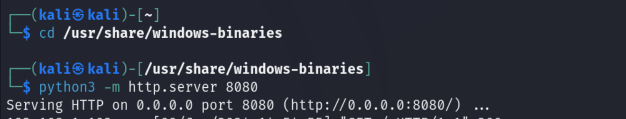 ┌──(kali㉿kali)-[~]
└─$ cd /usr/share/windows-binaries
┌──(kali㉿kali)-[/usr/share/windows-binaries]
└─$ python3 -m http.server 8080
Serving HTTP on 0.0.0.0 port 8080 (http://0.0.0.0:8080/) ...